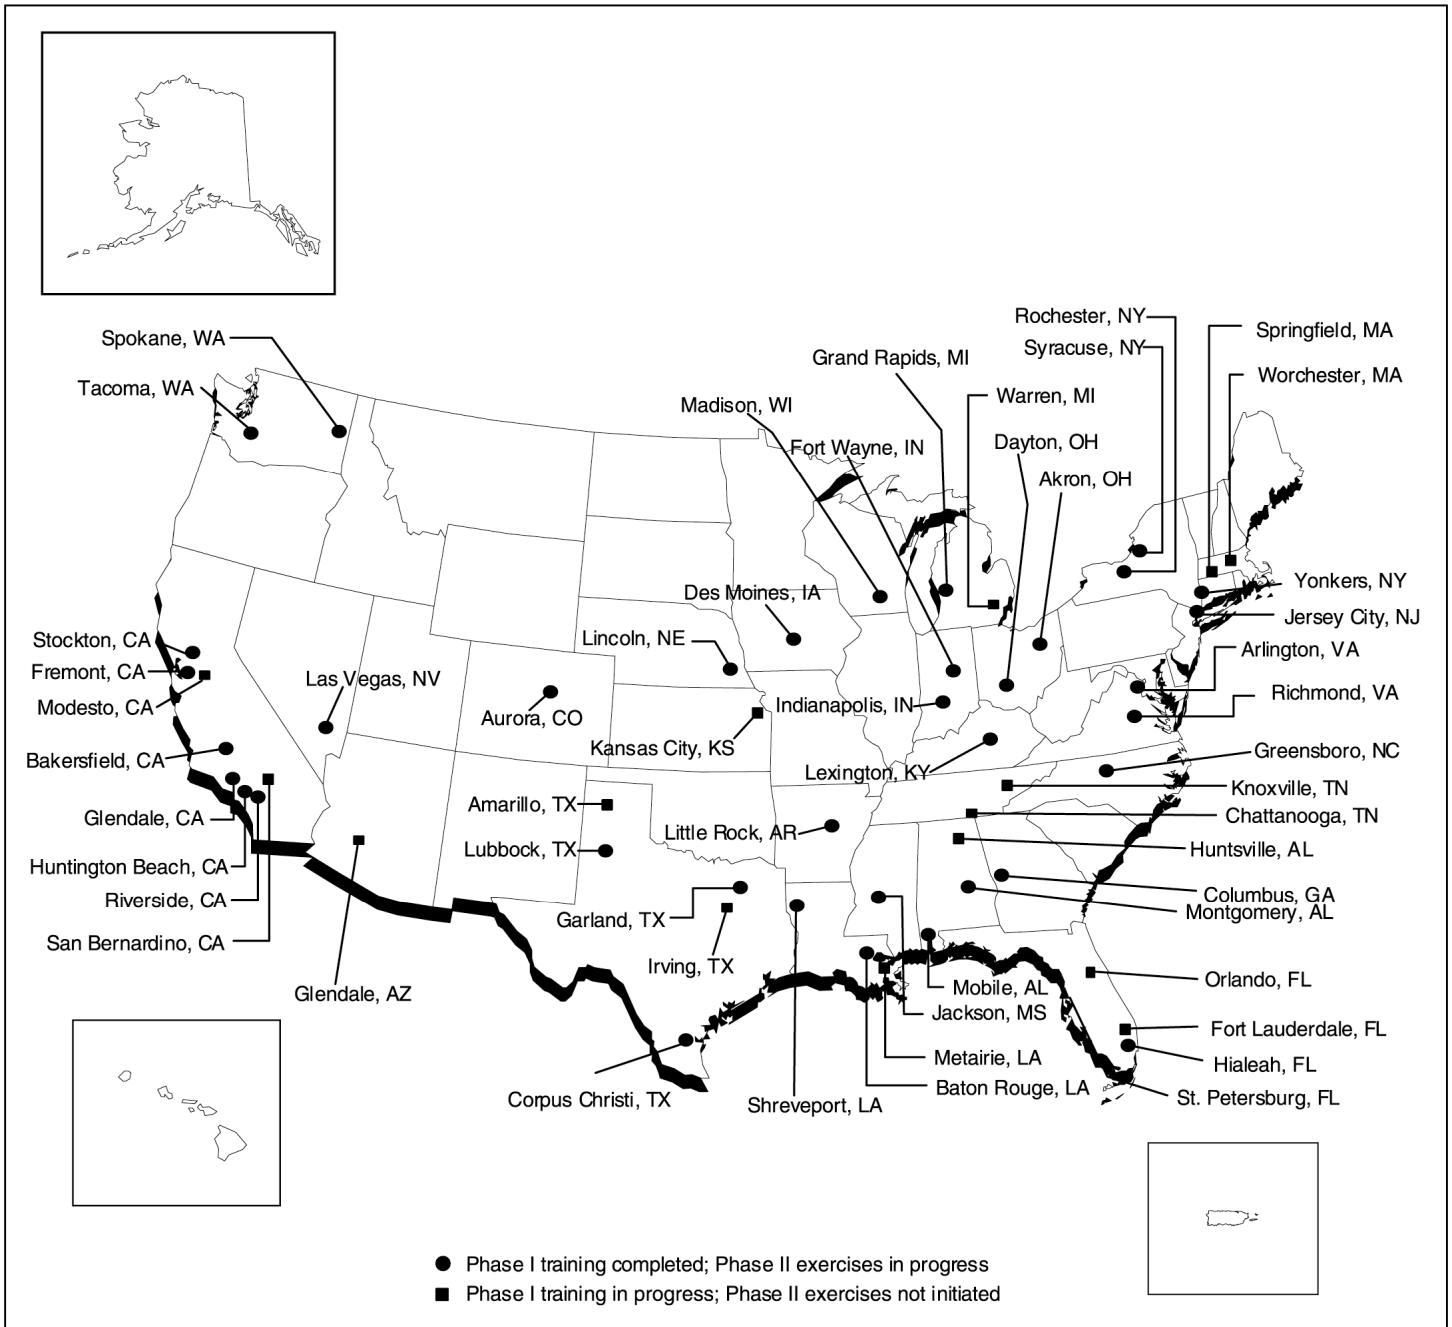 Rochester, NY
Springfield, MA
Spokane, WA
Syracuse, NY
Grand Rapids, MI
Worchester, MA
Tacoma, WA
Warren, MI
Madison, WI
Fort Wayne, IN
Dayton, OH
Akron, OH
Yonkers, NY
Des Moines, IA
Jersey City, NJ
Stockton, CA
Lincoln, NE
Arlington, VA
Fremont, CA
Las Vegas, NV
Richmond, VA
Modesto, CA
Indianapolis, IN
Aurora, CO
Kansas City, KS
Greensboro, NC
Bakersfield, CA
Lexington, KY
Knoxville, TN
Amarillo, TX
Chattanooga, TN
Glendale, CA
Little Rock, AR
Lubbock, TX
Huntsville, AL
Huntington Beach, CA
Columbus, GA
Riverside, CA
Montgomery, AL
Garland, TX
San Bernardino, CA
Irving, TX
Orlando, FL
Glendale, AZ
Mobile, AL
Jackson, MS
Fort Lauderdale, FL
Metairie, LA
Hialeah, FL
Baton Rouge, LA
Corpus Christi, TX
Shreveport, LA
St. Petersburg, FL
Phase I training completed; Phase II exercises in progress
Phase I training in progress; Phase II exercises not initiated